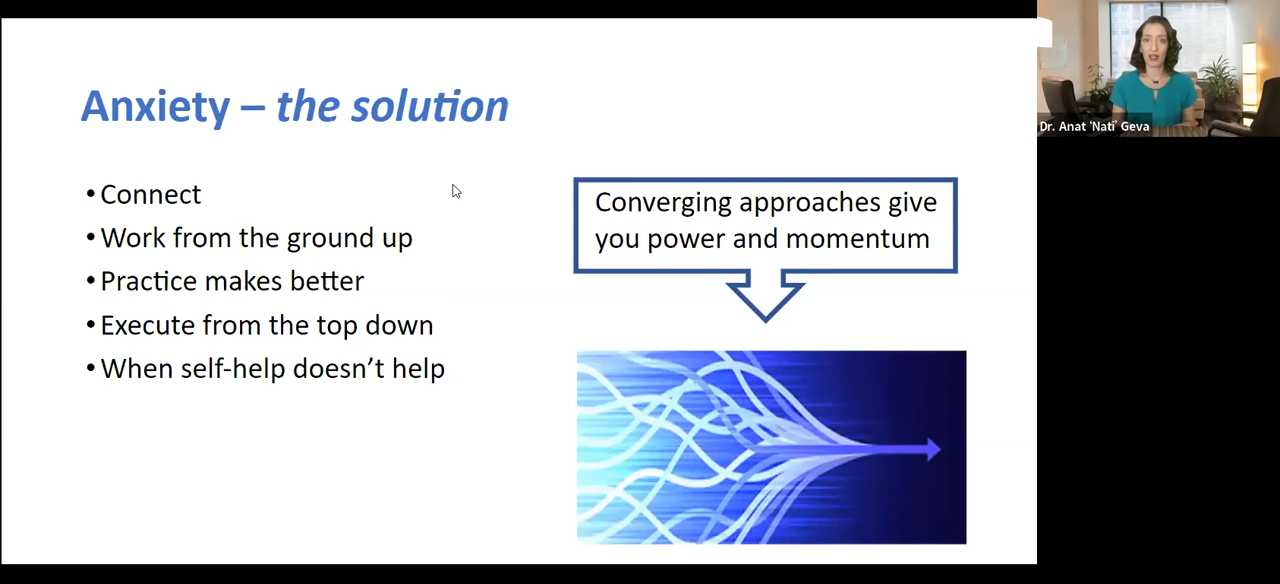 Anxiety – the solution
• Connect
• Work from the ground up
• Practice makes better
• Execute from the top down
• When self-help doesn’t help
Converging approaches give
you power and momentum
Dr. Anat ‘Nati’ Geva